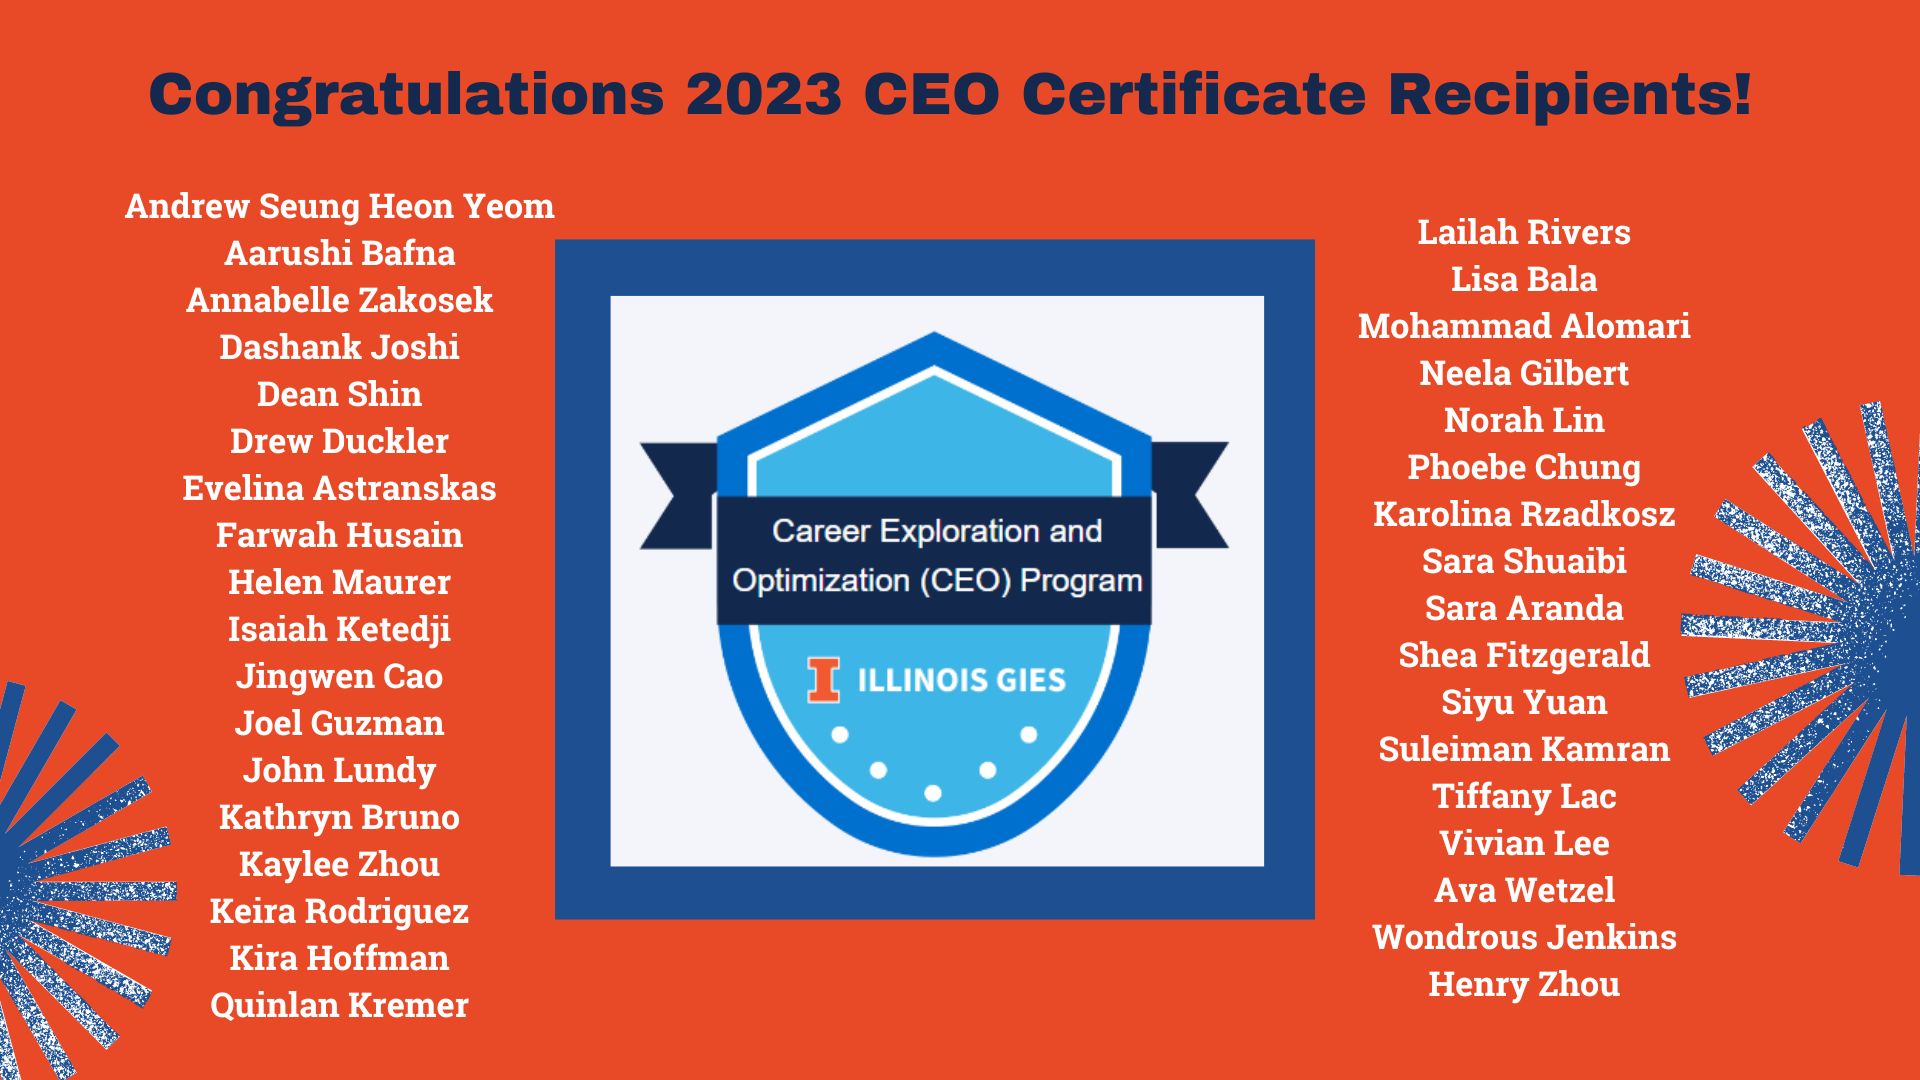 Congratulations 2023 CEO Certificate Recipients!
Andrew Seung Heon Yeom
Aarushi Bafna
Annabelle Zakosek
Dashank Joshi
Dean Shin
Drew Duckler
Evelina Astranskas
Farwah Husain
Helen Maurer
Isaiah Ketedji
Jingwen Cao
Joel Guzman
John Lundy
Kathryn Bruno
Kaylee Zhou
Keira Rodriguez
Kira Hoffman
Quinlan Kremer
Career Exploration and
Optimization (CEO) Program
I ILLINOIS GIES
Lailah Rivers
Lisa Bala
Mohammad Alomari
Neela Gilbert
Norah Lin
Phoebe Chung
Karolina Rzadkosz
Sara Shuaibi
Sara Aranda
Shea Fitzgerald
Siyu Yuan
Suleiman Kamran
Tiffany Lac
Vivian Lee
Ava Wetzel
Wondrous Jenkins
Henry Zhou